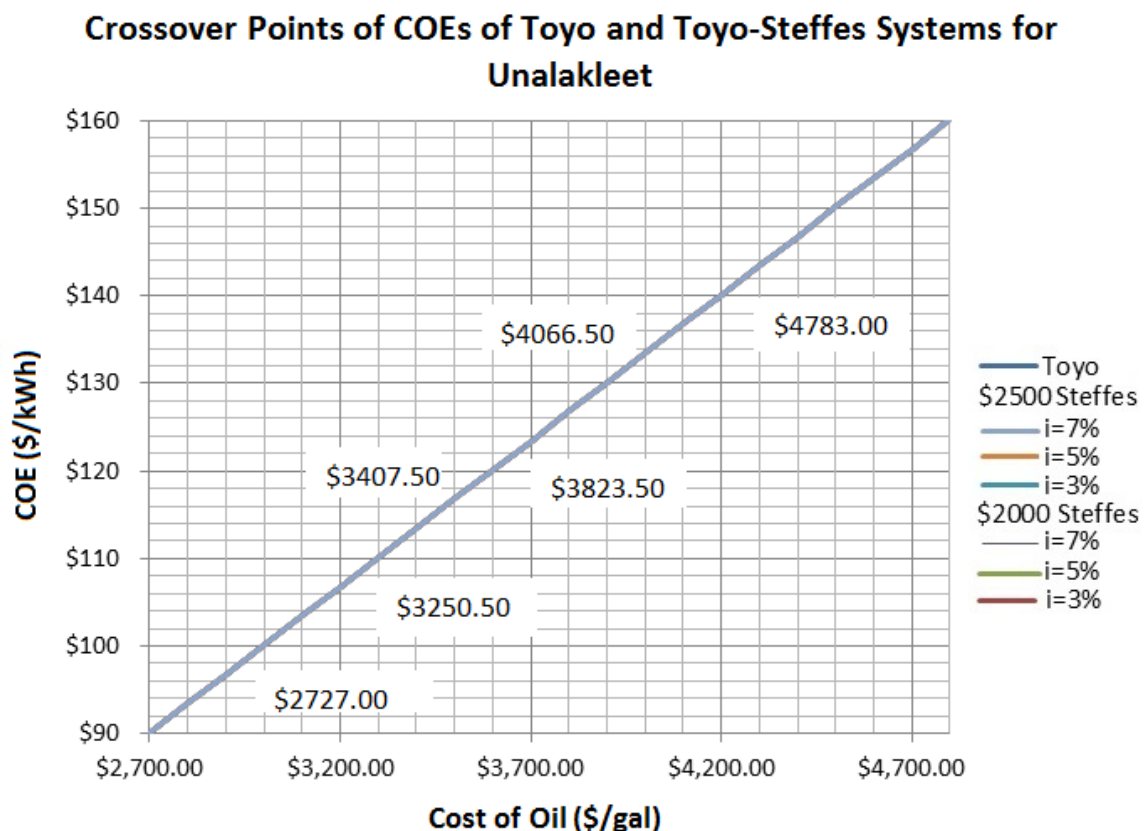 Crossover Points of COEs of Toyo and Toyo-Steffes Systems for
Unalakleet
$160
$150
$140
$130
$120
$110
$100
$90
COE ($/kWh)
$4066.50
$4783.00
$3407.50
$3823.50
$3250.50
$2727.00
$2,700.00
$3,200.00
$3,700.00
$4,200.00
$4,700.00
Cost of Oil ($/gal)
Toyo
$2500 Steffes
i=7%
i=5%
i=3%
$2000 Steffes
i=7%
i=5%
i=3%